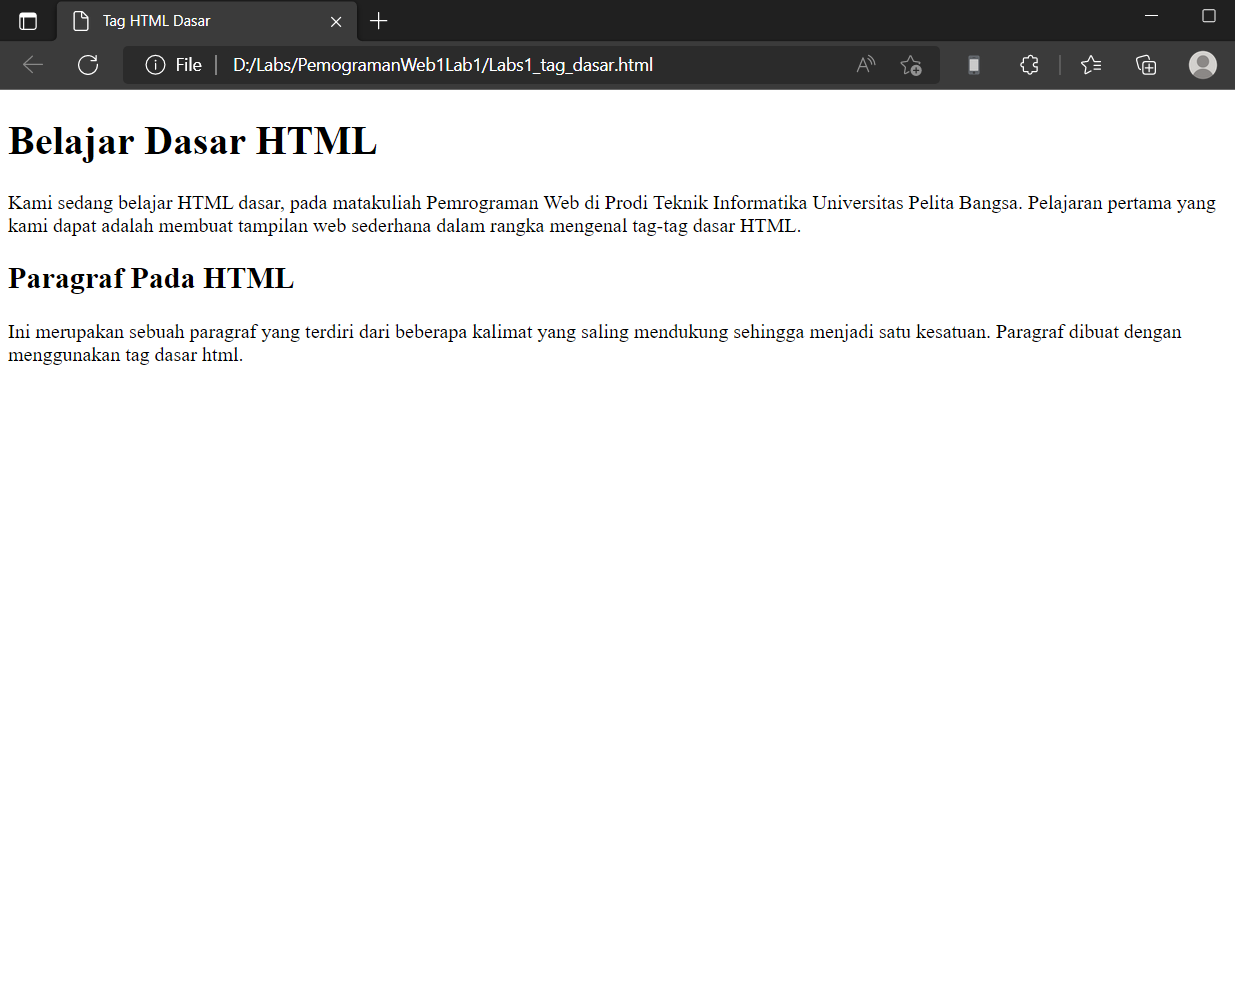 Tag HTML Dasar
File
D:/Labs/PemogramanWeb1Lab1/Labs1_tag_dasar.html
Belajar Dasar HTML
Kami sedang belajar HTML dasar, pada matakuliah Pemrograman Web di Prodi Teknik Informatika Universitas Pelita Bangsa. Pelajaran pertama yang
kami dapat adalah membuat tampilan web sederhana dalam rangka mengenal tag-tag dasar HTML.
Paragraf Pada HTML
Ini merupakan sebuah paragraf yang terdiri dari beberapa kalimat yang saling mendukung sehingga menjadi satu kesatuan. Paragraf dibuat dengan
menggunakan tag dasar html.